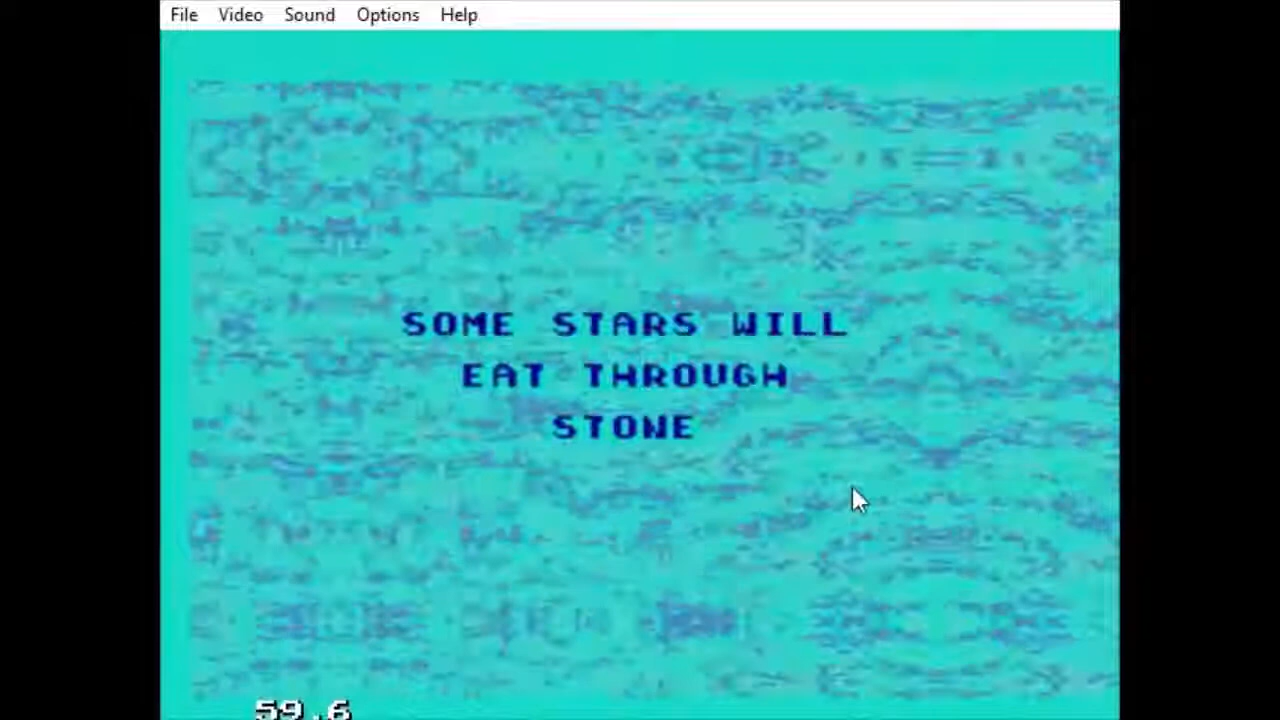 File Video Sound Options Help
SOME STARS WILL
EAT THROUGH
STONE
59.6